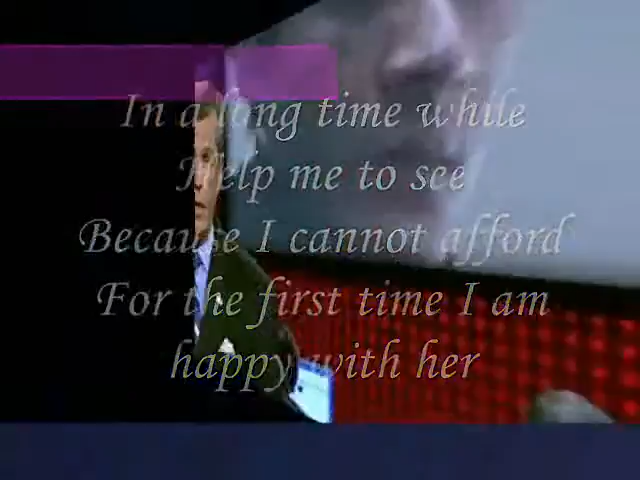 In a long time while
Help me to see
Because I cannot afford
For the first time I am
happy with her